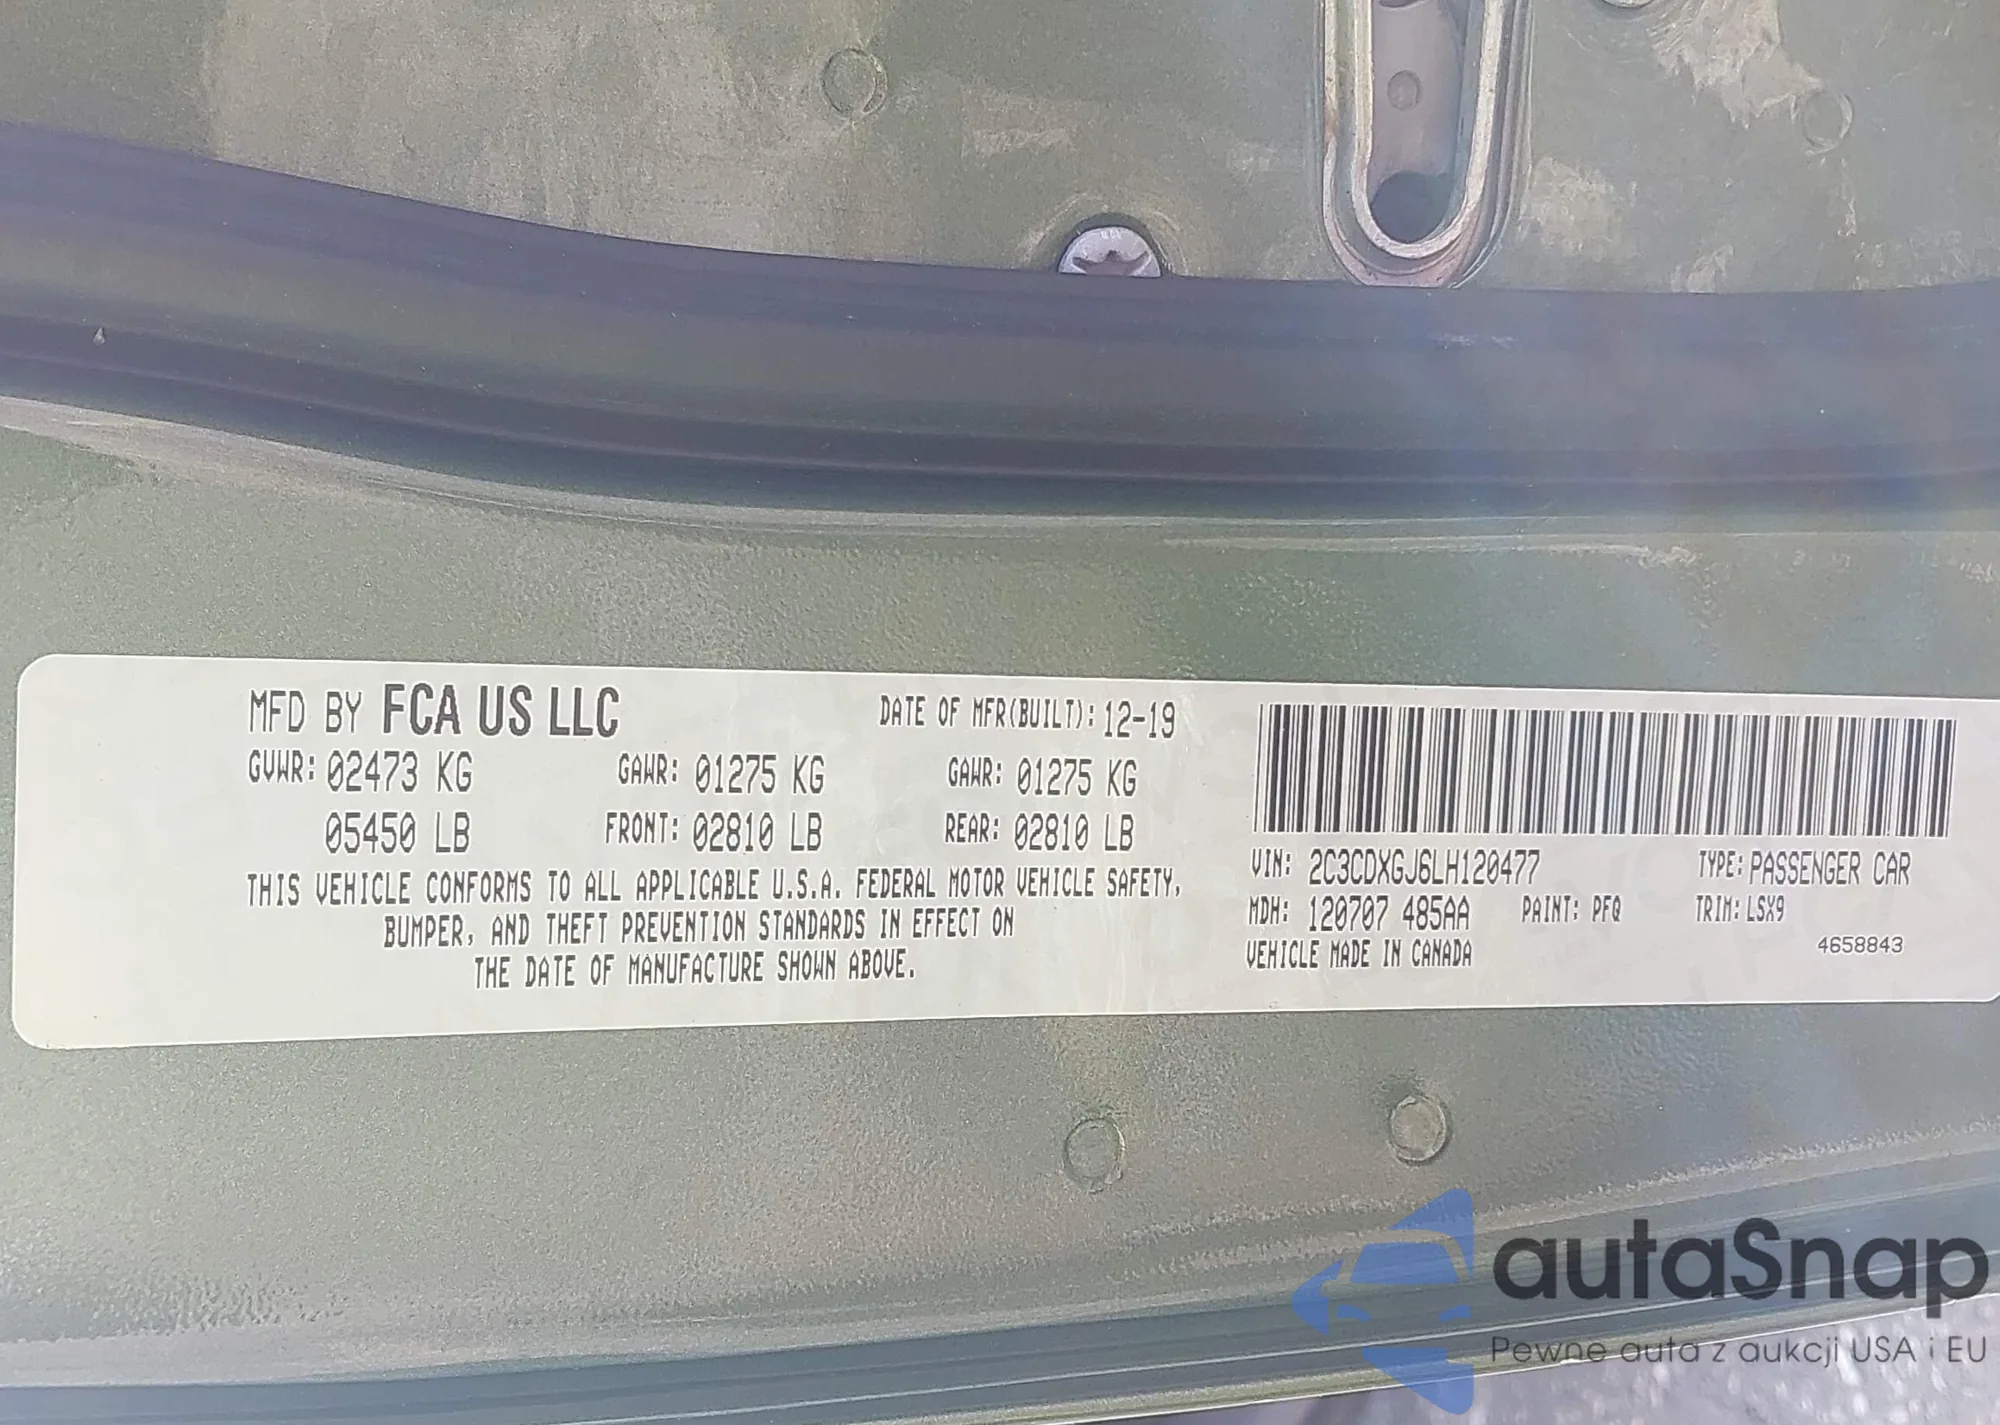 MFD BY FCA US LLC DATE OF MFR(BUILT): 12-19
GVWR: 02473 KG GAWR: 01275 KG GAWR: 01275 KG
05450 LB FRONT: 02810 LB REAR: 02810 LB
THIS VEHICLE CONFORMS TO ALL APPLICABLE U.S.A. FEDERAL MOTOR VEHICLE SAFETY,
BUMPER, AND THEFT PREVENTION STANDARDS IN EFFECT ON
THE DATE OF MANUFACTURE SHOWN ABOVE.
VIN: 2C3CDXGJ6LH120477 TYPE: PASSENGER CAR
MDH: 120707 485AA PAINT: PFQ TRIM: LSX9
VEHICLE MADE IN CANADA 4658843
autaSnap
Pewne auta z aukcji USA i EU